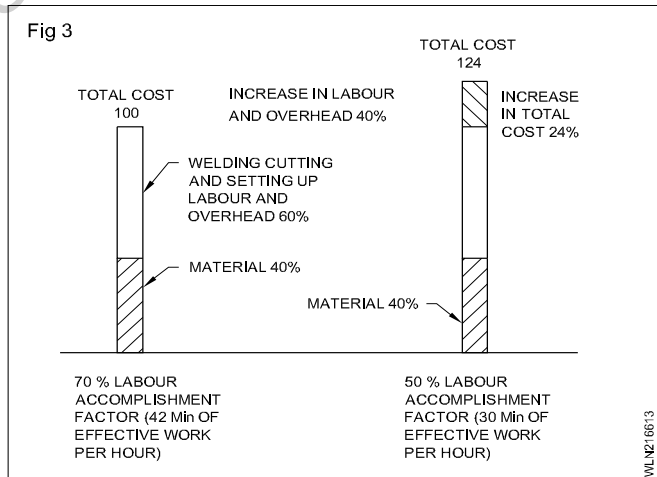 Fig 3
TOTAL COST
100
INCREASE IN LABOUR
AND OVERHEAD 40%
TOTAL COST
124
INCREASE
IN TOTAL
COST 24%
WELDING CUTTING
AND SETTING UP
LABOUR AND
OVERHEAD 60%
MATERIAL 40%
MATERIAL 40%
70 % LABOUR
ACCOMPLISHMENT
FACTOR (42 Min OF
EFFECTIVE WORK
PER HOUR)
50 % LABOUR
ACCOMPLISHMENT
FACTOR (30 Min OF
EFFECTIVE WORK
PER HOUR)
WLN216613